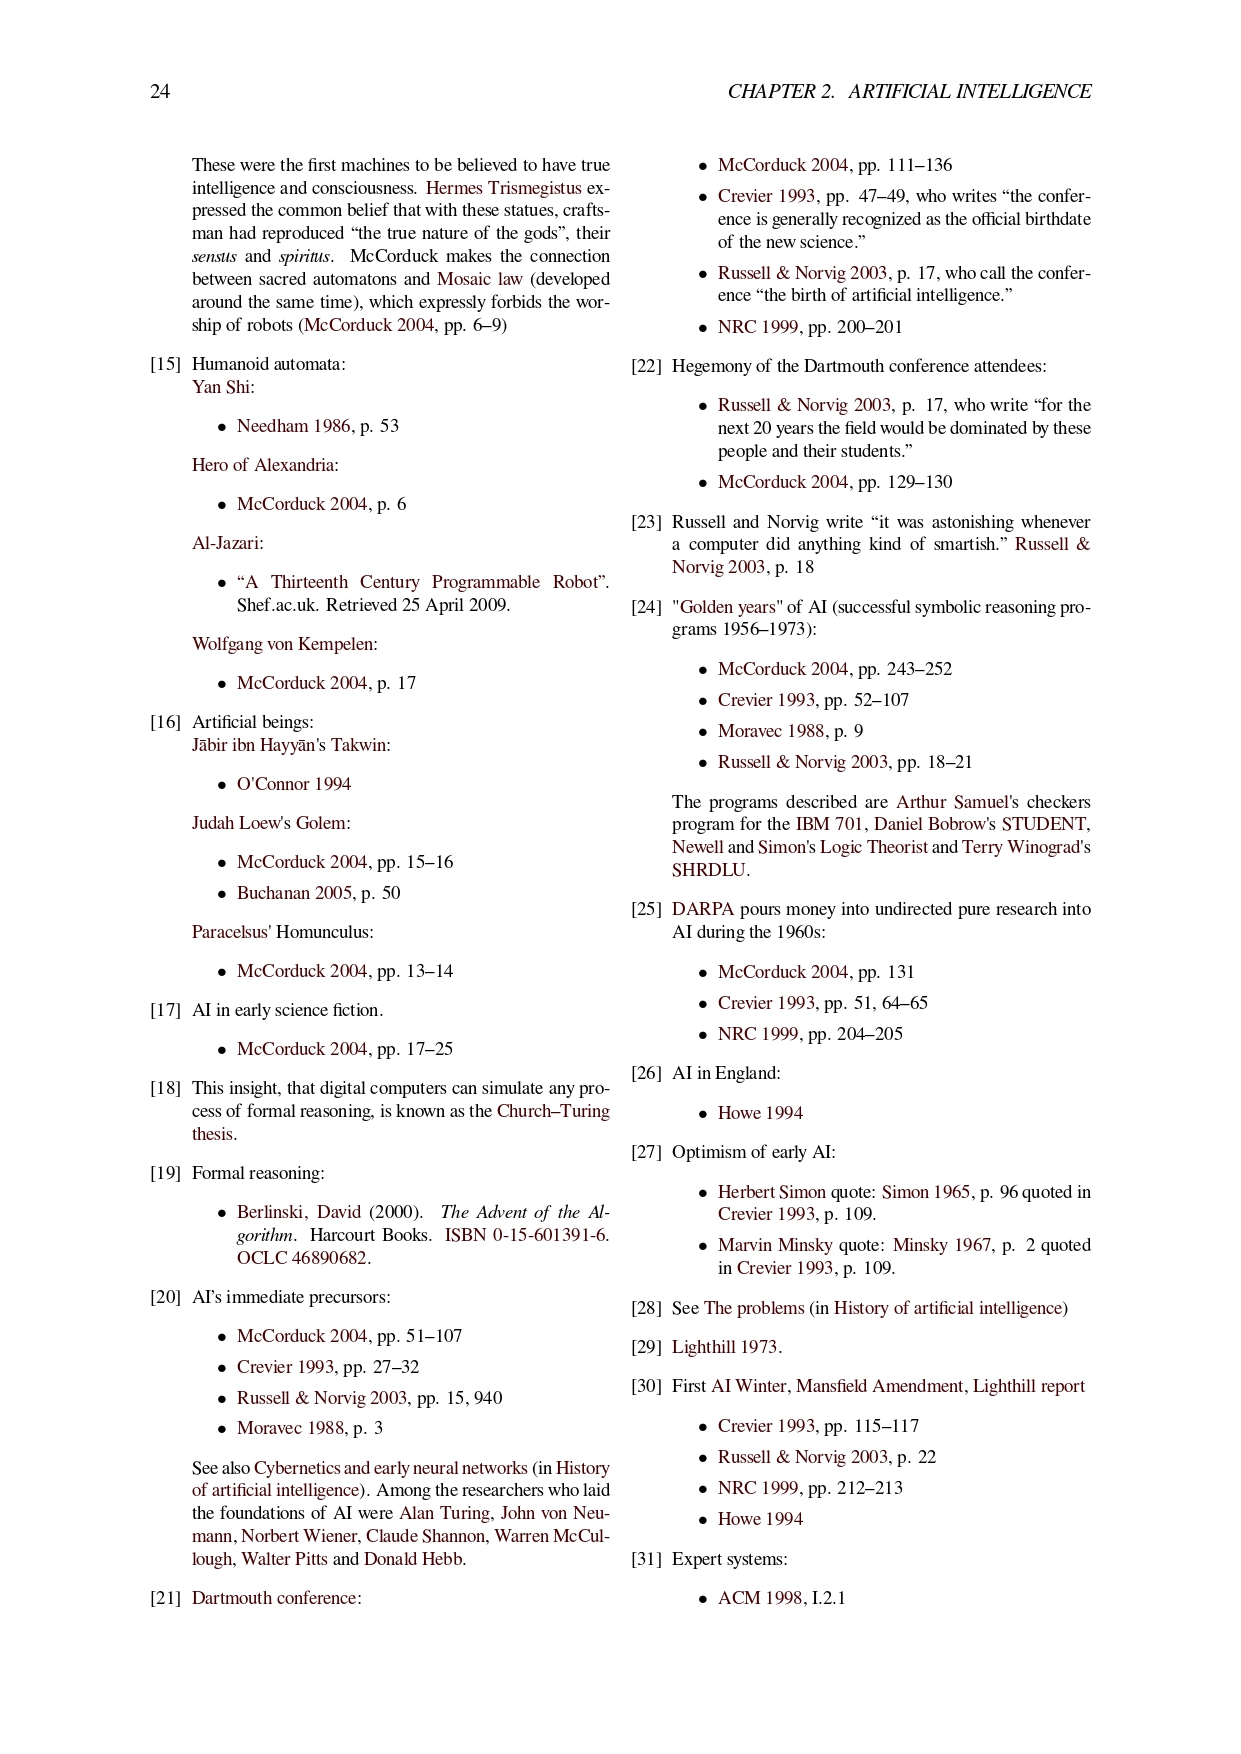 24
CHAPTER 2. ARTIFICIAL INTELLIGENCE
These were the first machines to be believed to have true
intelligence and consciousness. Hermes Trismegistus ex-
pressed the common belief that with these statues, crafts-
man had reproduced “the true nature of the gods”, their
sensus and spiritus. McCorduck makes the connection
between sacred automatons and Mosaic law (developed
around the same time), which expressly forbids the wor-
ship of robots (McCorduck 2004, pp. 6–9)
[15] Humanoid automata:
Yan Shi:
• Needham 1986, p. 53
Hero of Alexandria:
• McCorduck 2004, p. 6
Al-Jazari:
• “A Thirteenth Century Programmable Robot”.
Shef.ac.uk. Retrieved 25 April 2009.
Wolfgang von Kempelen:
• McCorduck 2004, p. 17
[16] Artificial beings:
Jābir ibn Hayyān's Takwin:
• O'Connor 1994
Judah Loew's Golem:
• McCorduck 2004, pp. 15–16
• Buchanan 2005, p. 50
Paracelsus' Homunculus:
• McCorduck 2004, pp. 13–14
[17] AI in early science fiction.
• McCorduck 2004, pp. 17–25
[18] This insight, that digital computers can simulate any pro-
cess of formal reasoning, is known as the Church–Turing
thesis.
[19] Formal reasoning:
• Berlinski, David (2000). The Advent of the Al-
gorithm. Harcourt Books. ISBN 0-15-601391-6.
OCLC 46890682.
[20] AI’s immediate precursors:
• McCorduck 2004, pp. 51–107
• Crevier 1993, pp. 27–32
• Russell & Norvig 2003, pp. 15, 940
• Moravec 1988, p. 3
See also Cybernetics and early neural networks (in History
of artificial intelligence). Among the researchers who laid
the foundations of AI were Alan Turing, John von Neu-
mann, Norbert Wiener, Claude Shannon, Warren McCul-
lough, Walter Pitts and Donald Hebb.
[21] Dartmouth conference:
• McCorduck 2004, pp. 111–136
• Crevier 1993, pp. 47–49, who writes “the confer-
ence is generally recognized as the official birthdate
of the new science.”
• Russell & Norvig 2003, p. 17, who call the confer-
ence “the birth of artificial intelligence.”
• NRC 1999, pp. 200–201
[22] Hegemony of the Dartmouth conference attendees:
• Russell & Norvig 2003, p. 17, who write “for the
next 20 years the field would be dominated by these
people and their students.”
• McCorduck 2004, pp. 129–130
[23] Russell and Norvig write “it was astonishing whenever
a computer did anything kind of smartish.” Russell &
Norvig 2003, p. 18
[24] "Golden years" of AI (successful symbolic reasoning pro-
grams 1956–1973):
• McCorduck 2004, pp. 243–252
• Crevier 1993, pp. 52–107
• Moravec 1988, p. 9
• Russell & Norvig 2003, pp. 18–21
The programs described are Arthur Samuel's checkers
program for the IBM 701, Daniel Bobrow's STUDENT,
Newell and Simon's Logic Theorist and Terry Winograd's
SHRDLU.
[25] DARPA pours money into undirected pure research into
AI during the 1960s:
• McCorduck 2004, pp. 131
• Crevier 1993, pp. 51, 64–65
• NRC 1999, pp. 204–205
[26] AI in England:
• Howe 1994
[27] Optimism of early AI:
• Herbert Simon quote: Simon 1965, p. 96 quoted in
Crevier 1993, p. 109.
• Marvin Minsky quote: Minsky 1967, p. 2 quoted
in Crevier 1993, p. 109.
[28] See The problems (in History of artificial intelligence)
[29] Lighthill 1973.
[30] First AI Winter, Mansfield Amendment, Lighthill report
• Crevier 1993, pp. 115–117
• Russell & Norvig 2003, p. 22
• NRC 1999, pp. 212–213
• Howe 1994
[31] Expert systems:
• ACM 1998, I.2.1